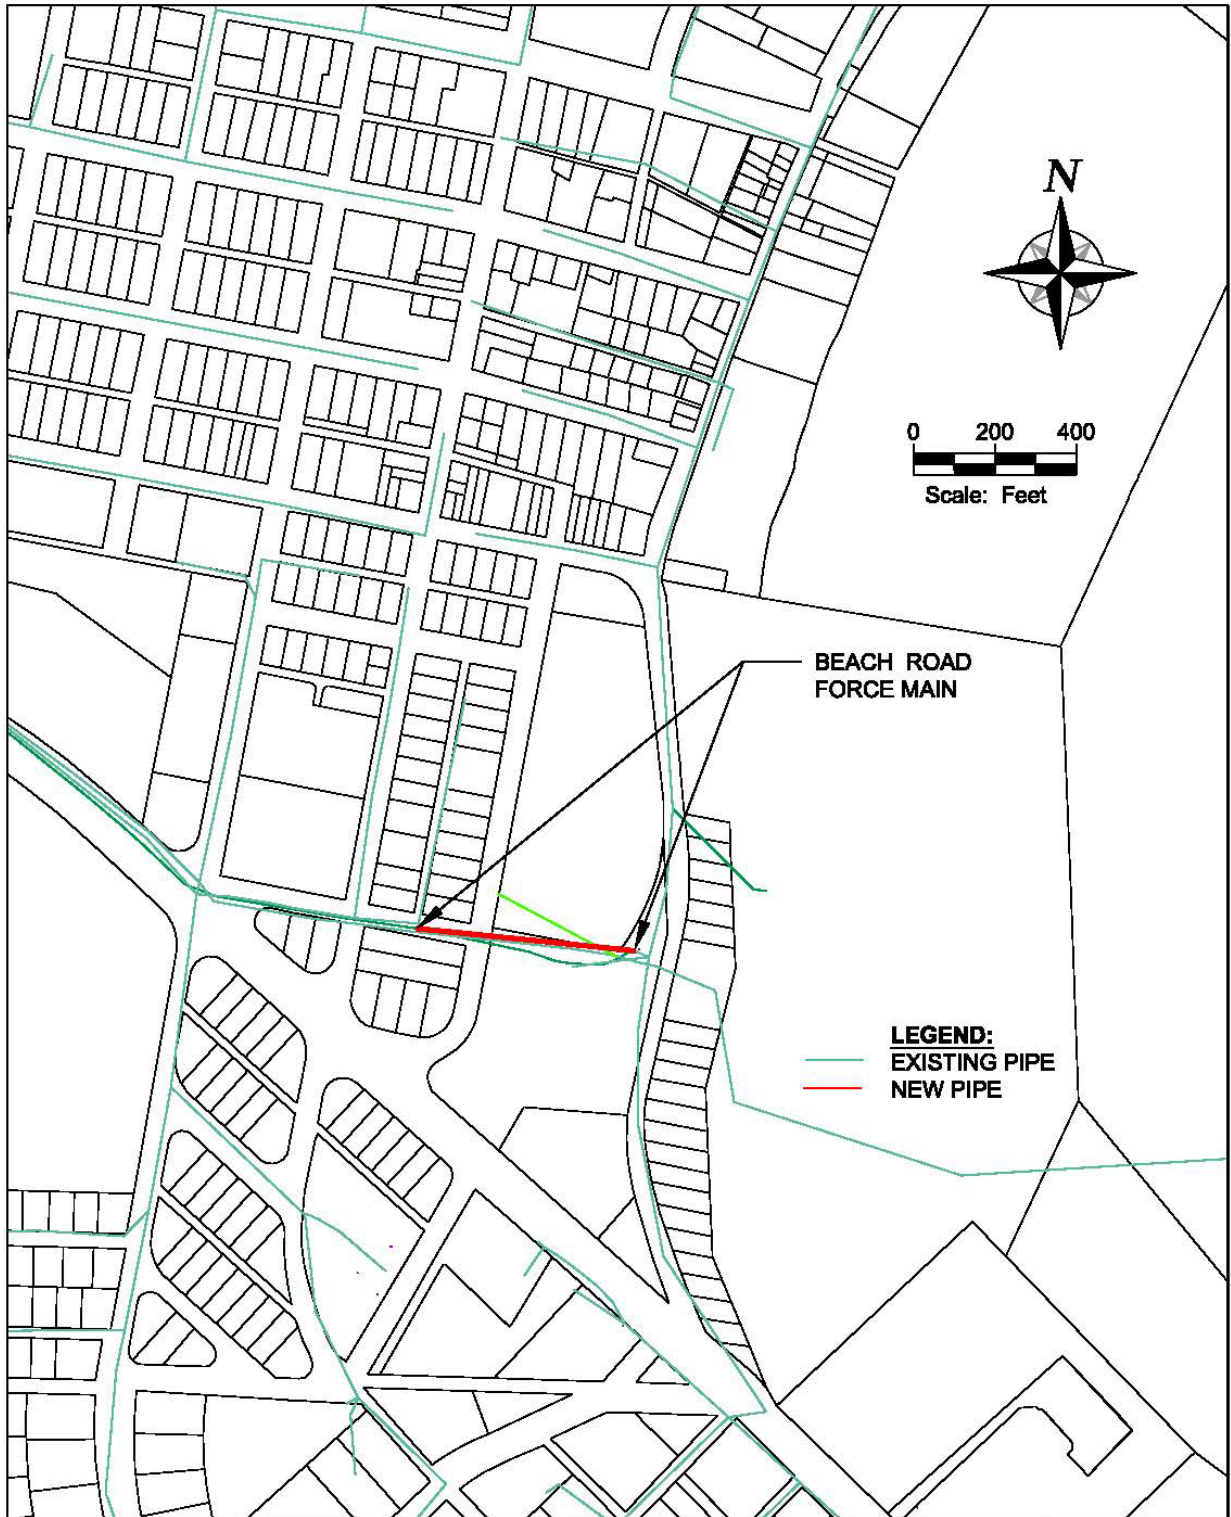 N
0 200 400
Scale: Feet
BEACH ROAD
FORCE MAIN
LEGEND:
EXISTING PIPE
NEW PIPE